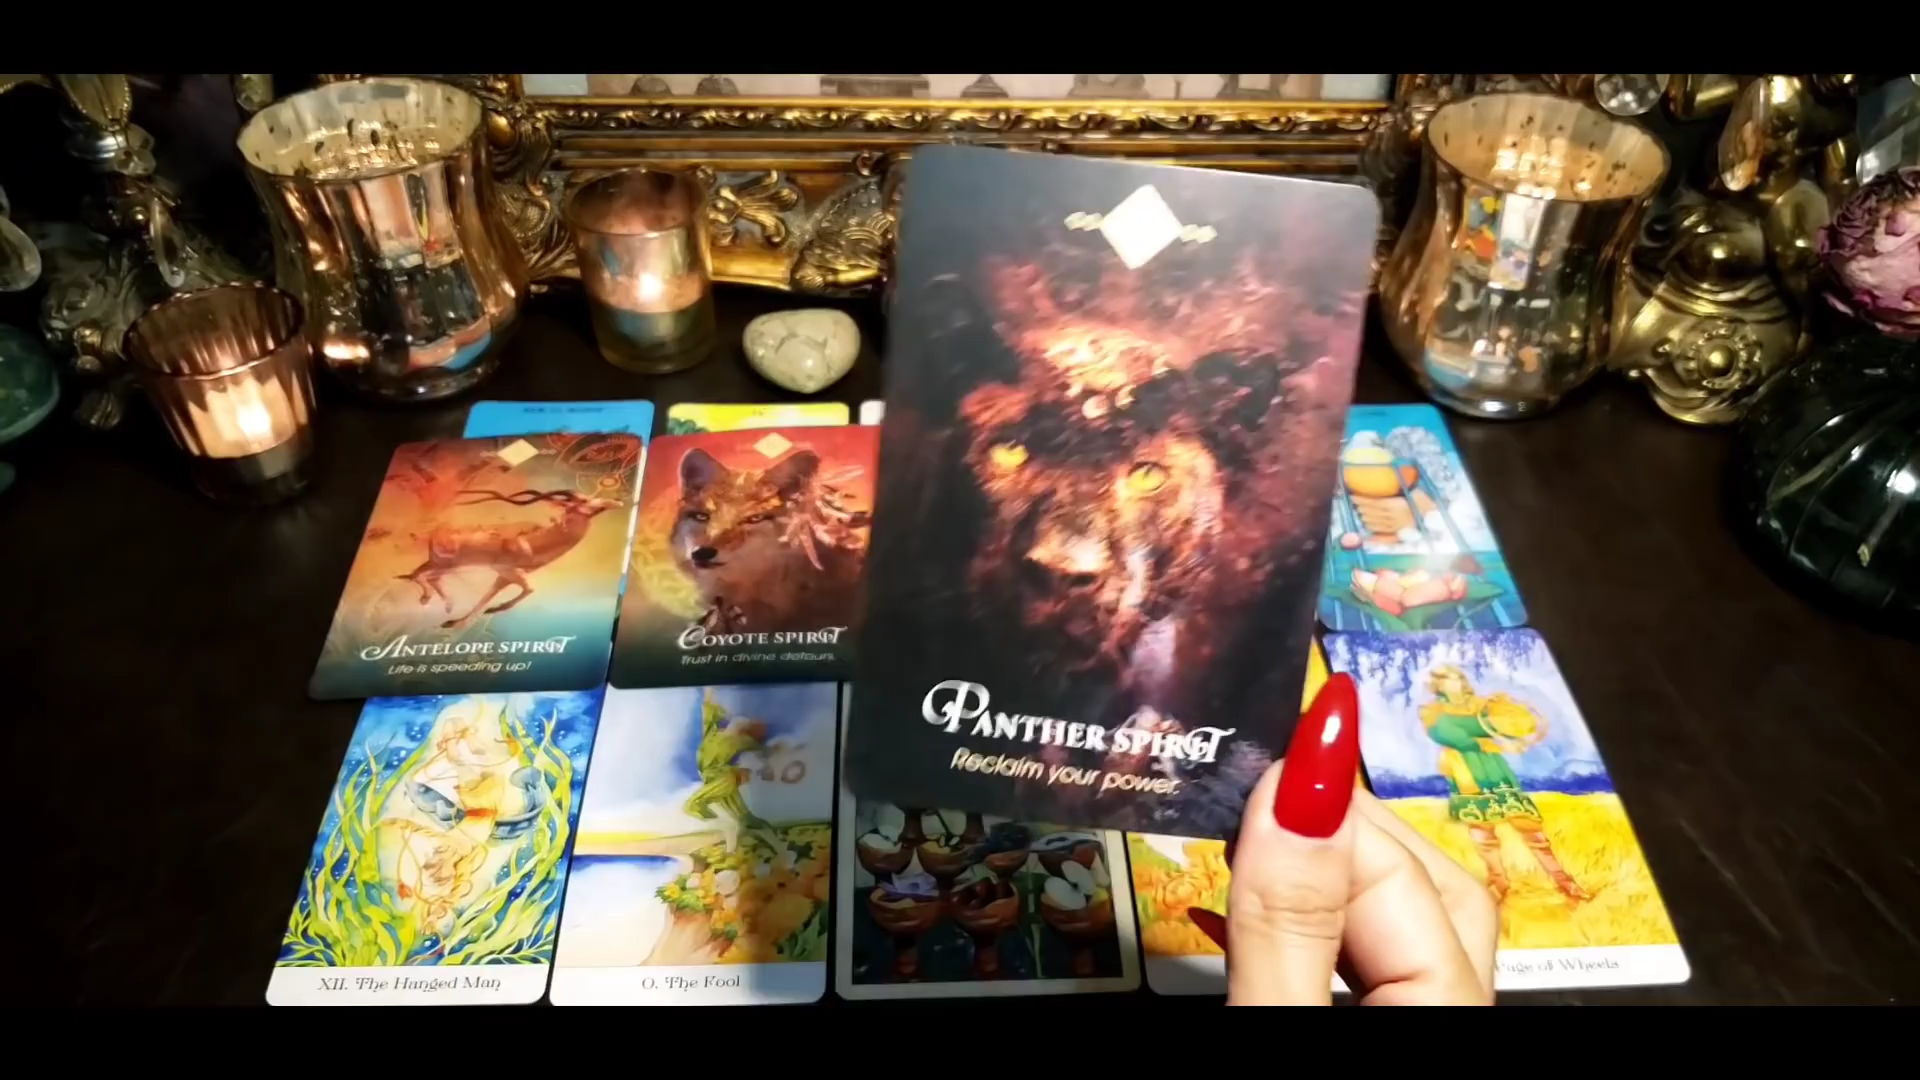 ANTELOPE SPIRIT
Life is speeding up!
COYOTE SPIRIT
Trust in divine detours.
PANTHER SPIRIT
Reclaim your power.
XII. The Hanged Man
0. The Fool
Page of Wheels